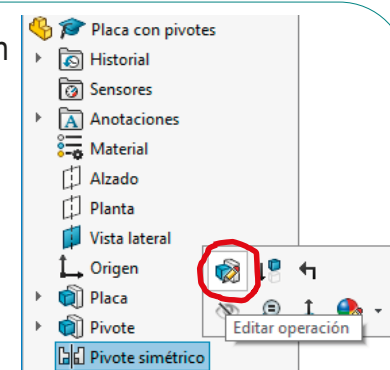 Placa con pivotes
Historial
Sensores
A Anotaciones
Material
Alzado
Planta
Vista lateral
Origen
Placa
Editar operación
Pivote
Pivote simétrico